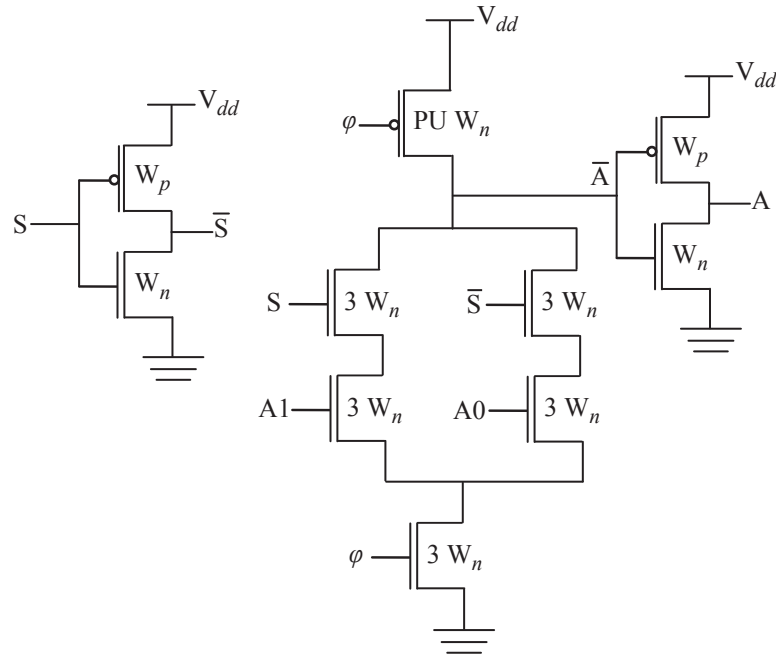 V_dd
V_dd
V_dd
φ
PU W_n
A̅
W_p
A
W_n
W_p
S
S̅
W_n
S
3 W_n
S̅
3 W_n
A1
3 W_n
A0
3 W_n
φ
3 W_n